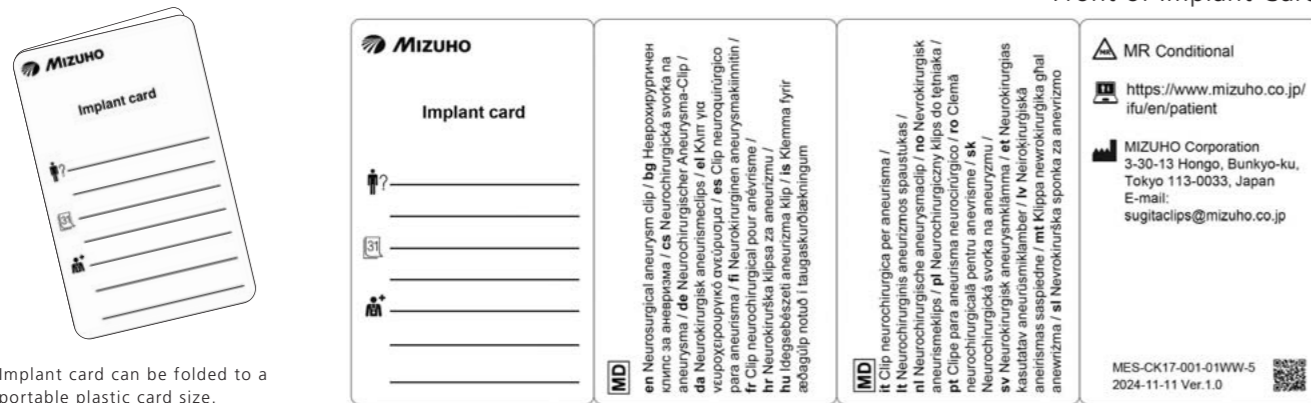 Front of Implant Card
MIZUHO
Implant card
?
31
Implant card can be folded to a
portable plastic card size.
MIZUHO
Implant card
?
31
MD
en Neurosurgical aneurysm clip / bg Неврохирургичен
клипс за аневризма / cs Neurochirurgická svorka na
aneurysma / de Neurochirurgischer Aneurysma-Clip /
da Neurokirurgisk aneurismeclips / el Κλιπ για
νευροχειρουργικό ανεύρυσμα / es Clip neuroquirúrgico
para aneurisma / fi Neurokirurginen aneurysmakiinnitin /
fr Clip neurochirurgical pour anévrisme /
hr Neurokirurška klipsa za aneurizmu /
hu Idegsebészeti aneurizma klip / is Klemma fyrir
æðagúlp notuð í taugaskurðlækningum
MD
it Clip neurochirurgica per aneurisma /
lt Neurochirurginis aneurizmos spaustukas /
nl Neurochirurgische aneurysmaclip / no Nevrokirurgisk
aneurismeklips / pl Neurochirurgiczny klips do tętniaka /
pt Clipe para aneurisma neurocirúrgico / ro Clemă
neurochirurgicală pentru anevrisme / sk
Neurochirurgická svorka na aneuryzmu /
sv Neurokirurgisk aneurysmklämma / et Neurokirurgias
kasutatav aneurüsmiklamber / lv Neiroķirurģiskā
aneirismas saspiedne / mt Klippa newrokirurġika għal
anewriżma / sl Nevrokirurška sponka za anevrizmo
MR
MR Conditional
https://www.mizuho.co.jp/
ifu/en/patient
MIZUHO Corporation
3-30-13 Hongo, Bunkyo-ku,
Tokyo 113-0033, Japan
E-mail:
sugitaclips@mizuho.co.jp
MES-CK17-001-01WW-5
2024-11-11 Ver.1.0